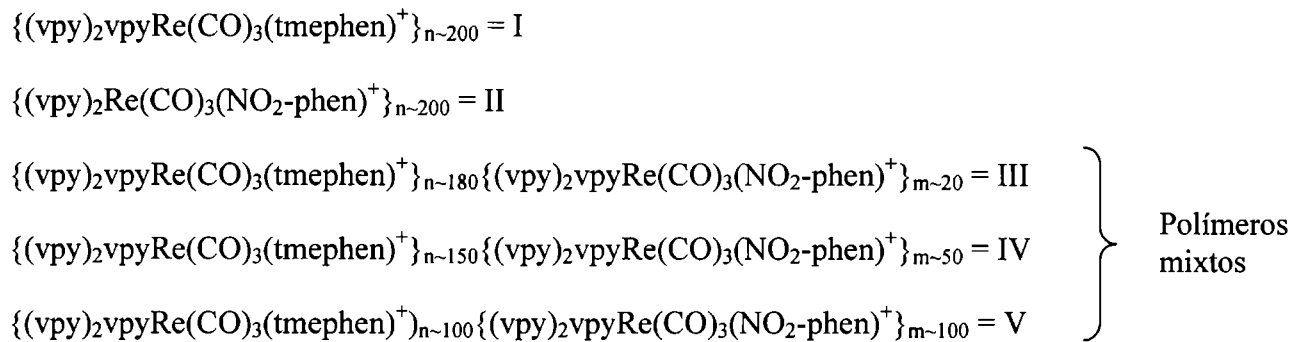 {(vpy)₂vpyRe(CO)₃(tmephen)⁺}ₙ~₂₀₀ = I
{(vpy)₂Re(CO)₃(NO₂-phen)⁺}ₙ~₂₀₀ = II
{(vpy)₂vpyRe(CO)₃(tmephen)⁺}ₙ~₁₈₀{(vpy)₂vpyRe(CO)₃(NO₂-phen)⁺}ₘ~₂₀ = III
{(vpy)₂vpyRe(CO)₃(tmephen)⁺}ₙ~₁₅₀{(vpy)₂vpyRe(CO)₃(NO₂-phen)⁺}ₘ~₅₀ = IV
{(vpy)₂vpyRe(CO)₃(tmephen)⁺)ₙ~₁₀₀{(vpy)₂vpyRe(CO)₃(NO₂-phen)⁺}ₘ~₁₀₀ = V
Polímeros
mixtos